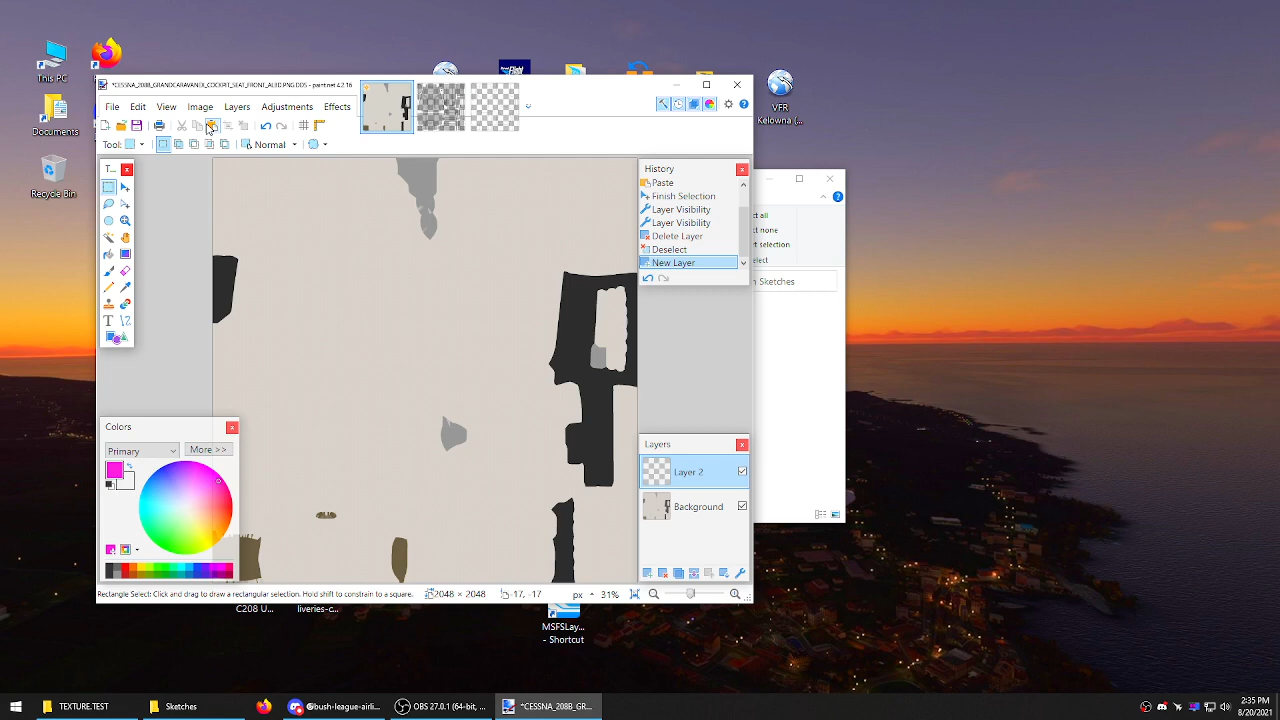 This PC
Documents
Recycle Bin
VFR
Kelowna (...
*CESSNA_208B_GRANDCARAVANEX_COCKPIT_SEAT_FRONT_ALBD.PNG.DDS - paint.net 4.2.16
File Edit View Image Layers Adjustments Effects
Tool:
Normal
T...
History
Paste
Finish Selection
Layer Visibility
Layer Visibility
Delete Layer
Deselect
New Layer
all
none
selection
Sketches
Colors
Primary
More >>
Layers
Layer 2
Background
Rectangle Select: Click and drag to draw a rectangular selection. Hold shift to constrain to a square.
2048 × 2048
-17, -17
px
31%
C208 U...
liveries-c...
MSFSLay...
- Shortcut
TEXTURE.TEST
Sketches
OBS 27.0.1 (64-bit, ...
*CESSNA_208B_GR...
2:35 PM
8/20/2021